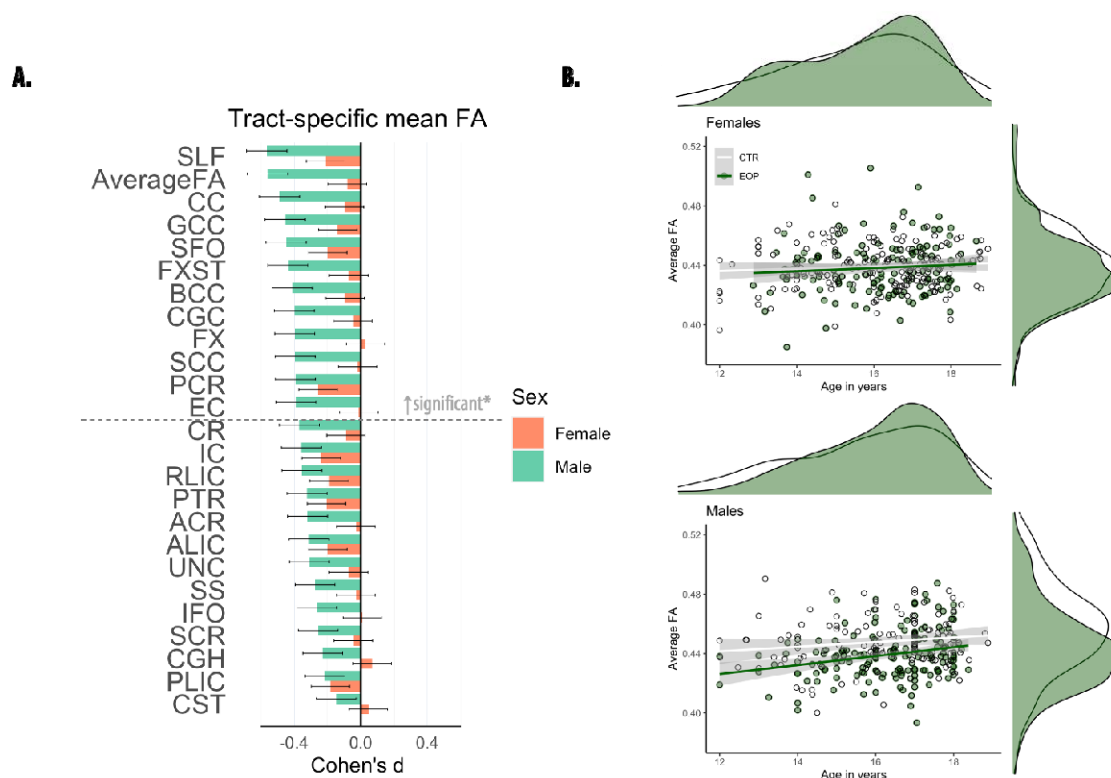 A.
Tract-specific mean FA
SLF
AverageFA
CC
GCC
SFO
FXST
BCC
CGC
FX
SCC
PCR
EC
CR
IC
RLIC
PTR
ACR
ALIC
UNC
SS
IFO
SCR
CGH
PLIC
CST
↑significant*
-0.4 0.0 0.4
Cohen's d
Sex
Female
Male
B.
Females
CTR
EOP
0.52
0.48
0.44
0.40
Average FA
12 14 16 18
Age in years
Males
0.52
0.48
0.44
0.40
Average FA
12 14 16 18
Age in years